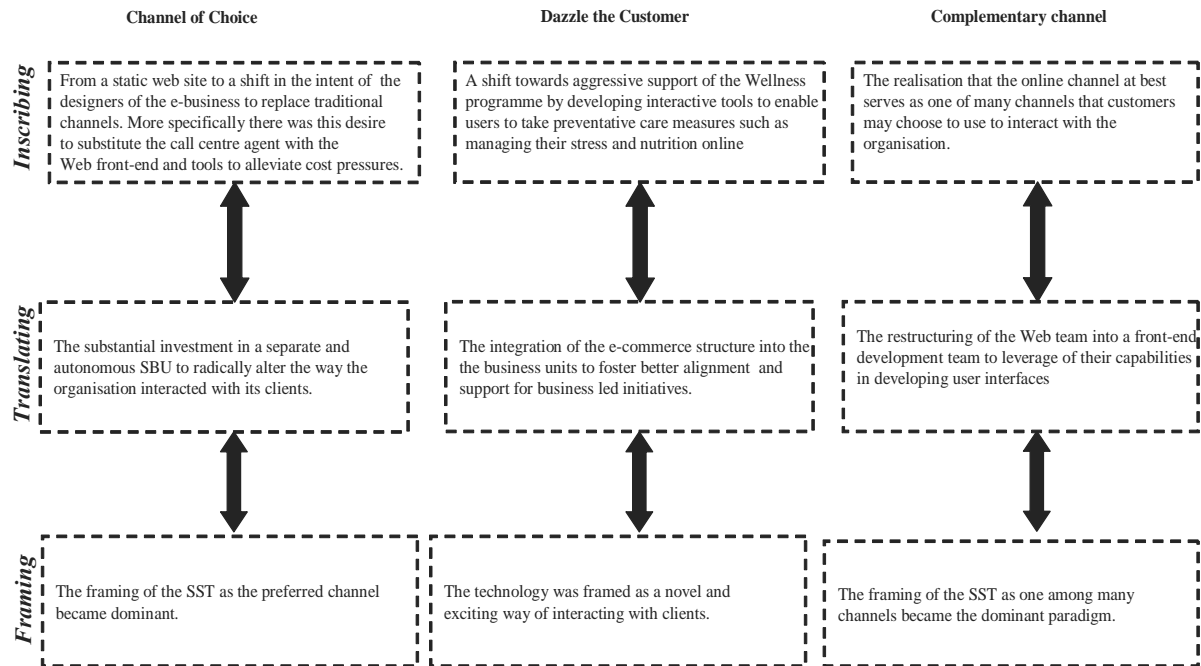 Channel of Choice
Dazzle the Customer
Complementary channel
Inscribing
From a static web site to a shift in the intent of the
designers of the e-business to replace traditional
channels. More specifically there was this desire
to substitute the call centre agent with the
Web front-end and tools to alleviate cost pressures.
A shift towards aggressive support of the Wellness
programme by developing interactive tools to enable
users to take preventative care measures such as
managing their stress and nutrition online
The realisation that the online channel at best
serves as one of many channels that customers
may choose to use to interact with the
organisation.
Translating
The substantial investment in a separate and
autonomous SBU to radically alter the way the
organisation interacted with its clients.
The integration of the e-commerce structure into the
the business units to foster better alignment and
support for business led initiatives.
The restructuring of the Web team into a front-end
development team to leverage of their capabilities
in developing user interfaces
Framing
The framing of the SST as the preferred channel
became dominant.
The technology was framed as a novel and
exciting way of interacting with clients.
The framing of the SST as one among many
channels became the dominant paradigm.